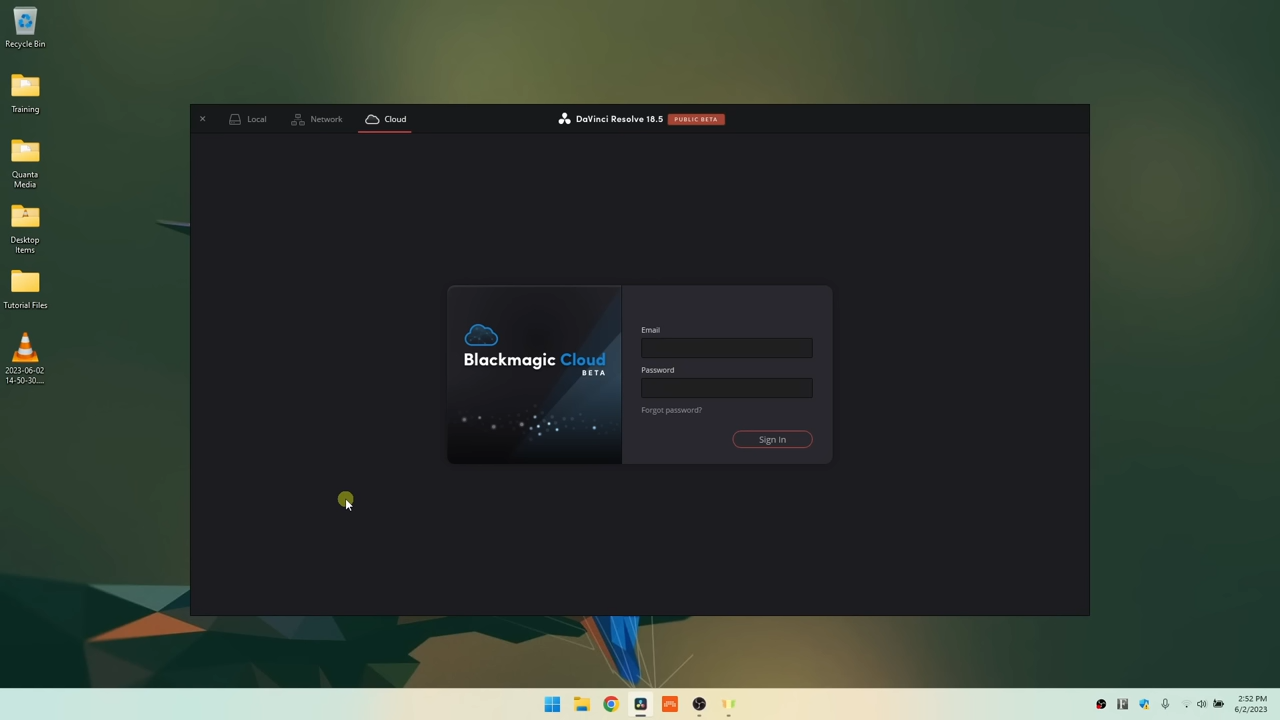 Recycle Bin
Training
Quanta
Media
Desktop
Items
Tutorial Files
2023-06-02
14-50-30....
Local
Network
Cloud
DaVinci Resolve 18.5
PUBLIC BETA
Blackmagic Cloud
BETA
Email
Password
Forgot password?
Sign In
2:52 PM
6/2/2023